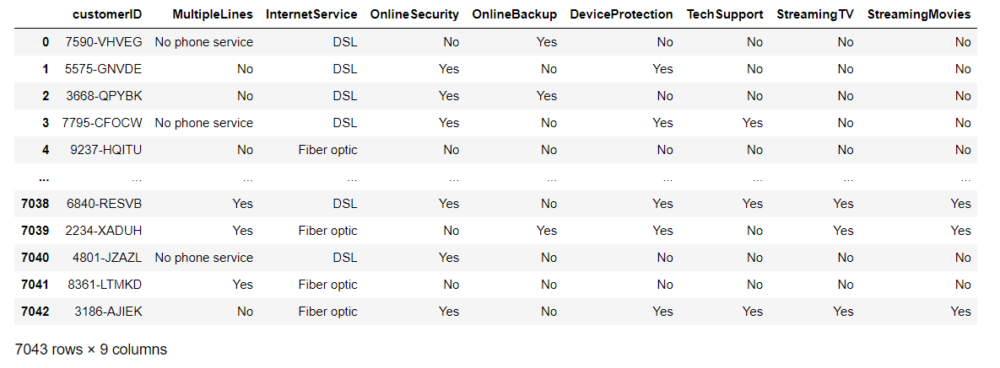 customerID MultipleLines InternetService OnlineSecurity OnlineBackup DeviceProtection TechSupport StreamingTV StreamingMovies
0 7590-VHVEG No phone service DSL No Yes No No No No
1 5575-GNVDE No DSL Yes No Yes No No No
2 3668-QPYBK No DSL Yes Yes No No No No
3 7795-CFOCW No phone service DSL Yes No Yes Yes No No
4 9237-HQITU No Fiber optic No No No No No No
... ... ... ... ... ... ... ... ... ...
7038 6840-RESVB Yes DSL Yes No Yes Yes Yes Yes
7039 2234-XADUH Yes Fiber optic No Yes Yes No Yes Yes
7040 4801-JZAZL No phone service DSL Yes No No No No No
7041 8361-LTMKD Yes Fiber optic No No No No No No
7042 3186-AJIEK No Fiber optic Yes No Yes Yes Yes Yes
7043 rows × 9 columns